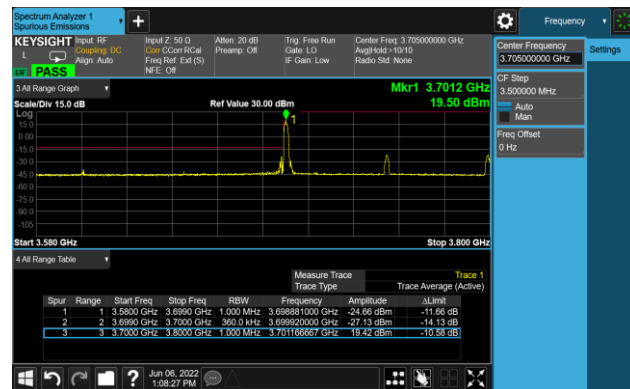 Spectrum Analyzer 1
Spurious Emissions
Frequency
KEYSIGHT
L
PASS
Input: RF
Coupling: DC
Align: Auto
Input Z: 50 Ω
Corr CCorr RCal
Freq Ref: Ext (S)
NFE: Off
Atten: 20 dB
Preamp: Off
Trig: Free Run
Gate: LO
IF Gain: Low
Center Freq: 3.705000000 GHz
Avg|Hold:>10/10
Radio Std: None
Center Frequency
3.705000000 GHz
Settings
CF Step
3.500000 MHz
Auto
Man
Freq Offset
0 Hz
3 All Range Graph
Mkr1 3.7012 GHz
Scale/Div 15.0 dB
Ref Value 30.00 dBm
19.50 dBm
Log
1
15.0
0.00
-15.0
-30.0
-45.0
-60.0
-75.0
-90.0
-105
Start 3.580 GHz
Stop 3.800 GHz
4 All Range Table
Measure Trace Trace 1
Trace Type Trace Average (Active)
Spur Range Start Freq Stop Freq RBW Frequency Amplitude ΔLimit
1 1 3.5800 GHz 3.6990 GHz 1.000 MHz 3.698881000 GHz -24.66 dBm -11.66 dB
2 2 3.6990 GHz 3.7000 GHz 360.0 kHz 3.699920000 GHz -27.13 dBm -14.13 dB
3 3 3.7000 GHz 3.8000 GHz 1.000 MHz 3.701166667 GHz 19.42 dBm -10.58 dB
?
Jun 06, 2022
1:08:27 PM